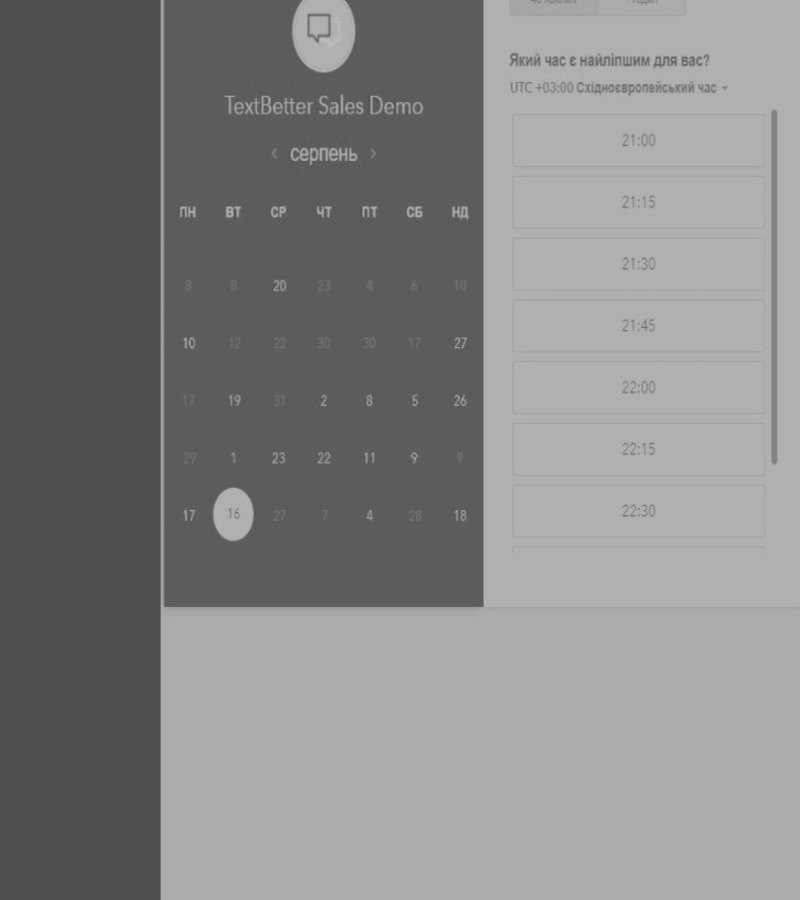 TextBetter Sales Demo
серпень
ПН ВТ СР ЧТ ПТ СБ НД
8 8 20 23 4 6 10
10 12 22 30 30 17 27
17 19 31 2 8 5 26
29 1 23 22 11 9 9
17 16 27 7 4 28 18
Який час є найліпшим для вас?
UTC +03:00 Східноєвропейський час
21:00
21:15
21:30
21:45
22:00
22:15
22:30